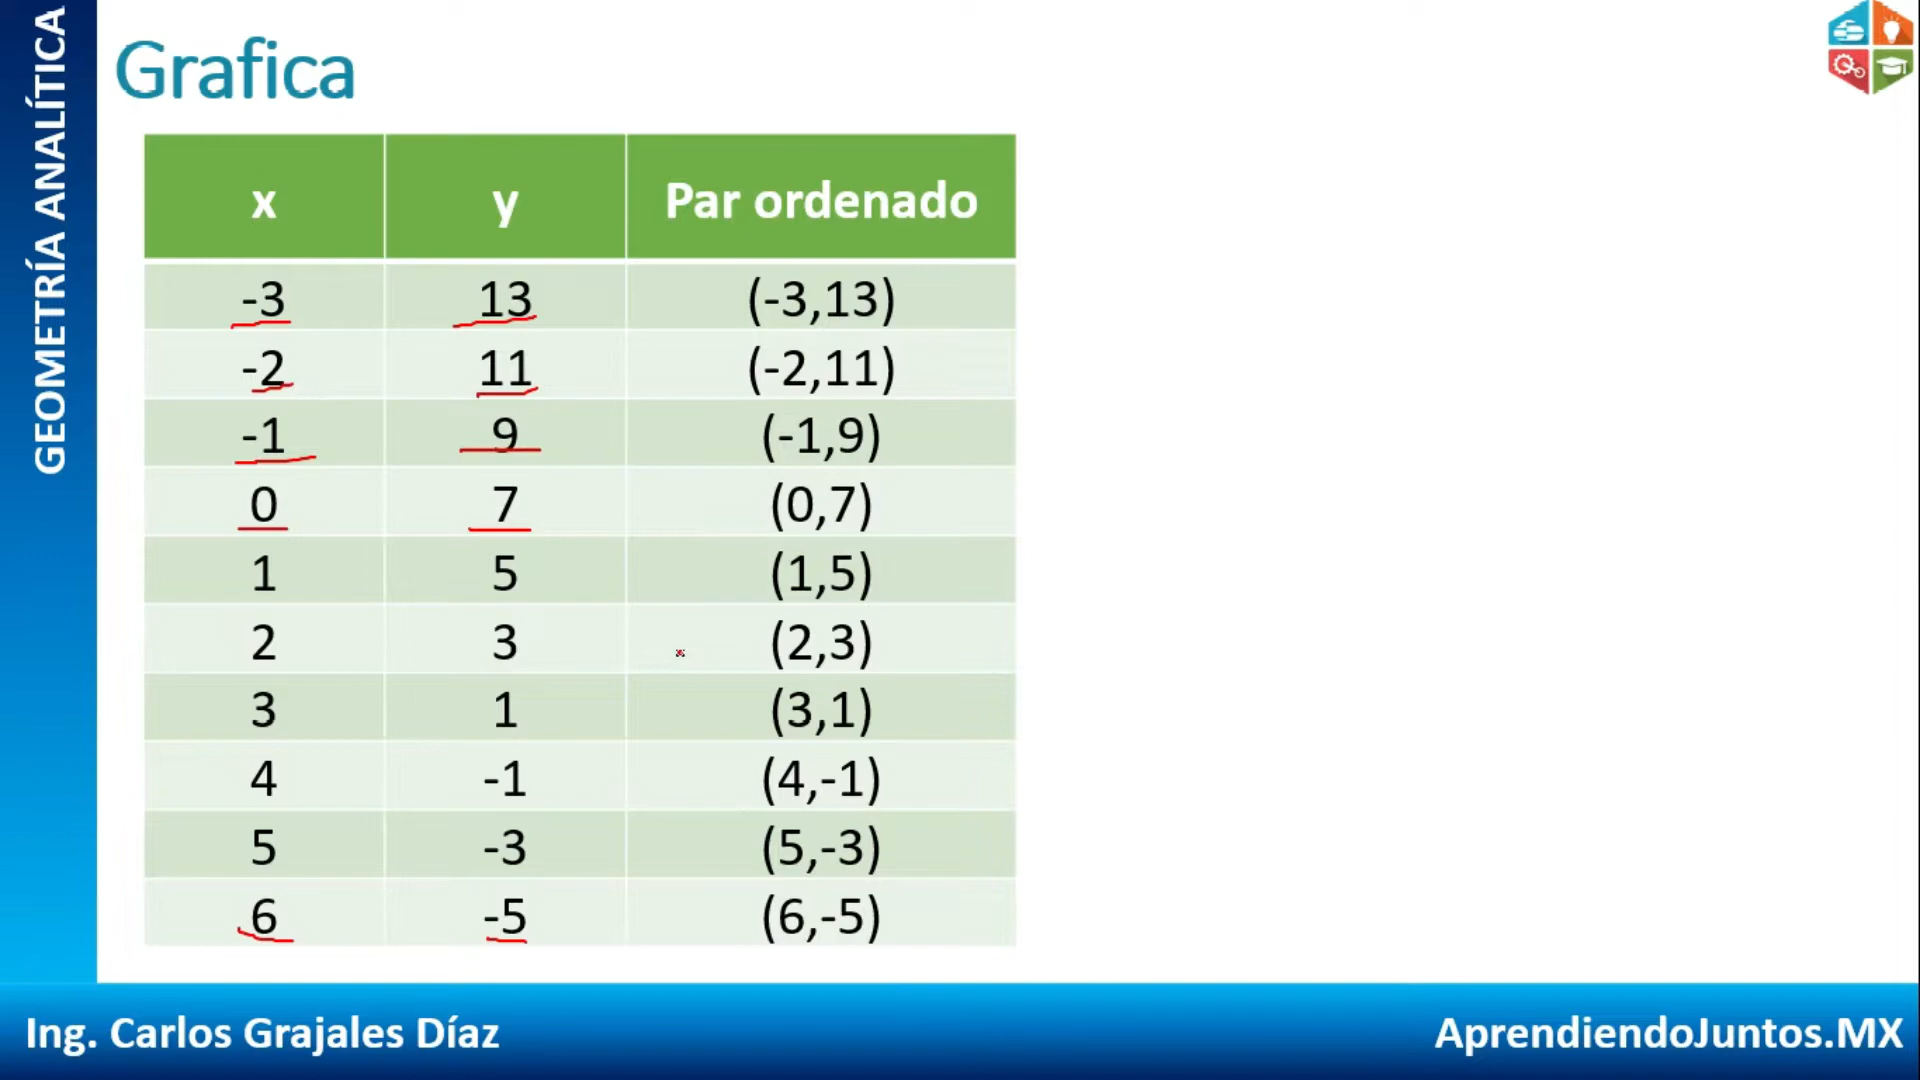 GEOMETRÍA ANALÍTICA
Grafica
x y Par ordenado
-3 13 (-3,13)
-2 11 (-2,11)
-1 9 (-1,9)
0 7 (0,7)
1 5 (1,5)
2 3 (2,3)
3 1 (3,1)
4 -1 (4,-1)
5 -3 (5,-3)
6 -5 (6,-5)
Ing. Carlos Grajales Díaz
AprendiendoJuntos.MX